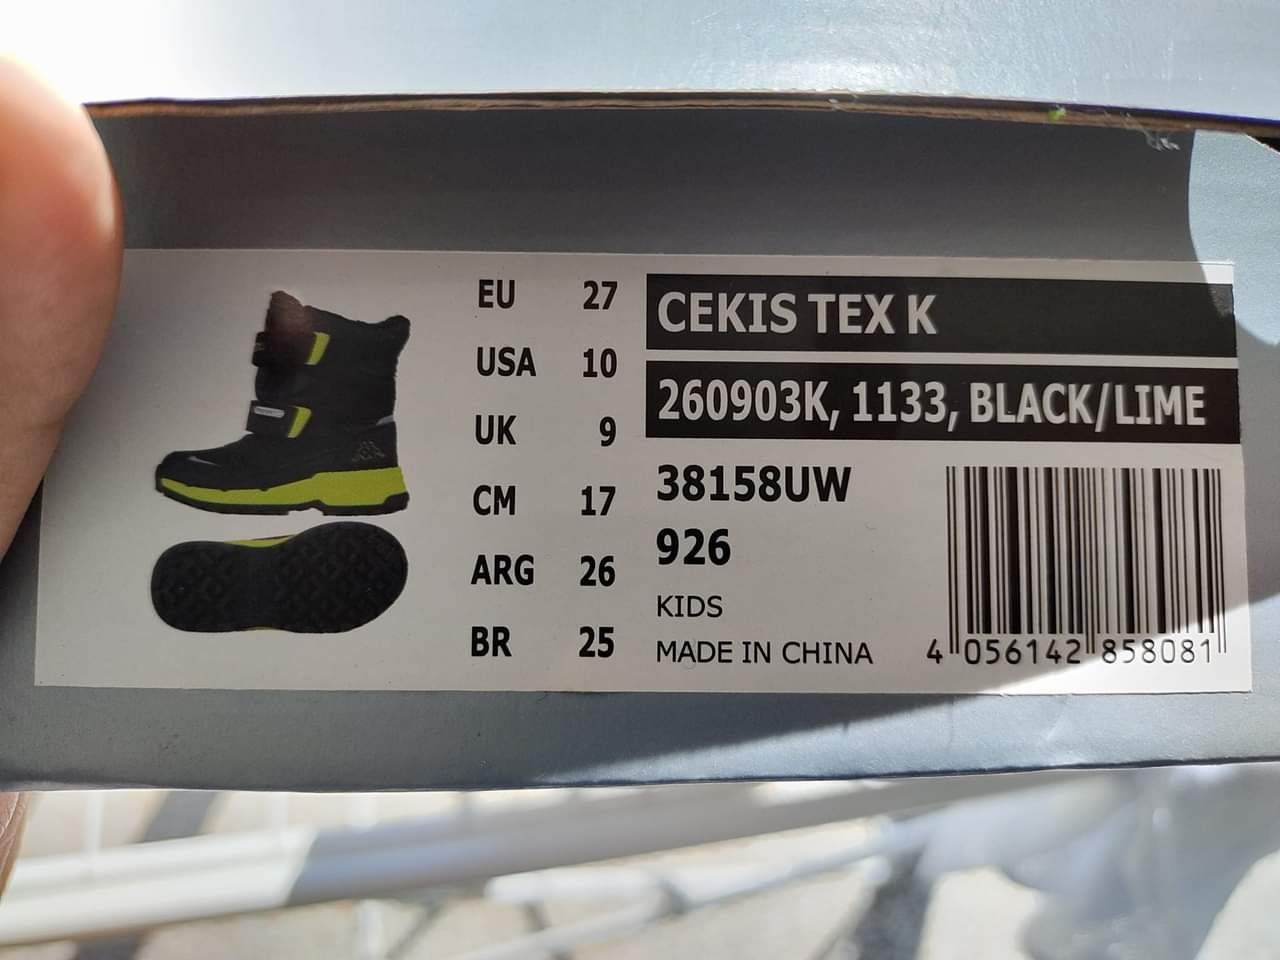 EU 27
USA 10
UK 9
CM 17
ARG 26
BR 25
CEKIS TEX K
260903K, 1133, BLACK/LIME
38158UW
926
KIDS
MADE IN CHINA
4 056142 858081